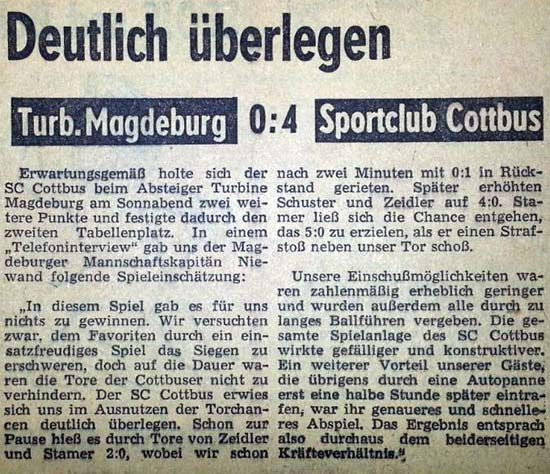 Deutlich überlegen
Turb. Magdeburg 0:4 Sportclub Cottbus
Erwartungsgemäß holte sich der
SC Cottbus beim Absteiger Turbine
Magdeburg am Sonnabend zwei wei-
tere Punkte und festigte dadurch den
zweiten Tabellenplatz. In einem
„Telefoninterview" gab uns der Mag-
deburger Mannschaftskapitän Nie-
wand folgende Spieleinschätzung:
„In diesem Spiel gab es für uns
nichts zu gewinnen. Wir versuchten
zwar, dem Favoriten durch ein ein-
satzfreudiges Spiel das Siegen zu
erschweren, doch auf die Dauer wa-
ren die Tore der Cottbuser nicht zu
verhindern. Der SC Cottbus erwies
sich uns im Ausnutzen der Torchan-
cen deutlich überlegen. Schon zur
Pause hieß es durch Tore von Zeidler
und Stamer 2:0, wobei wir schon
nach zwei Minuten mit 0:1 in Rück-
stand gerieten. Später erhöhten
Schuster und Zeidler auf 4:0. Sta-
mer ließ sich die Chance entgehen,
das 5:0 zu erzielen, als er einen Straf-
stoß neben unser Tor schoß.
Unsere Einschußmöglichkeiten wa-
ren zahlenmäßig erheblich geringer
und wurden außerdem alle durch zu
langes Ballführen vergeben. Die ge-
samte Spielanlage des SC Cottbus
wirkte gefälliger und konstruktiver.
Ein weiterer Vorteil unserer Gäste,
die übrigens durch eine Autopanne
erst eine halbe Stunde später eintra-
fen, war ihr genaueres und schnelle-
res Abspiel. Das Ergebnis entsprach
also durchaus dem beiderseitigen
Kräfteverhältnis."